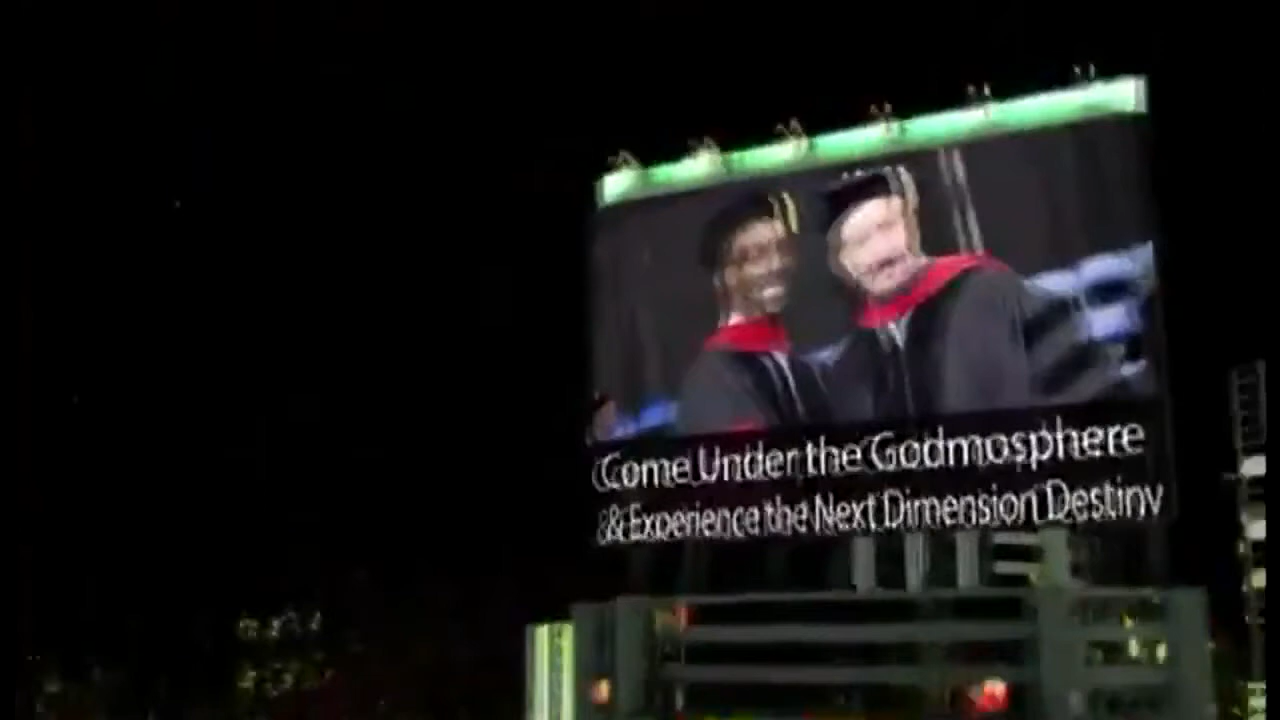 Come Under the Godmosphere
& Experience the Next Dimension Destiny